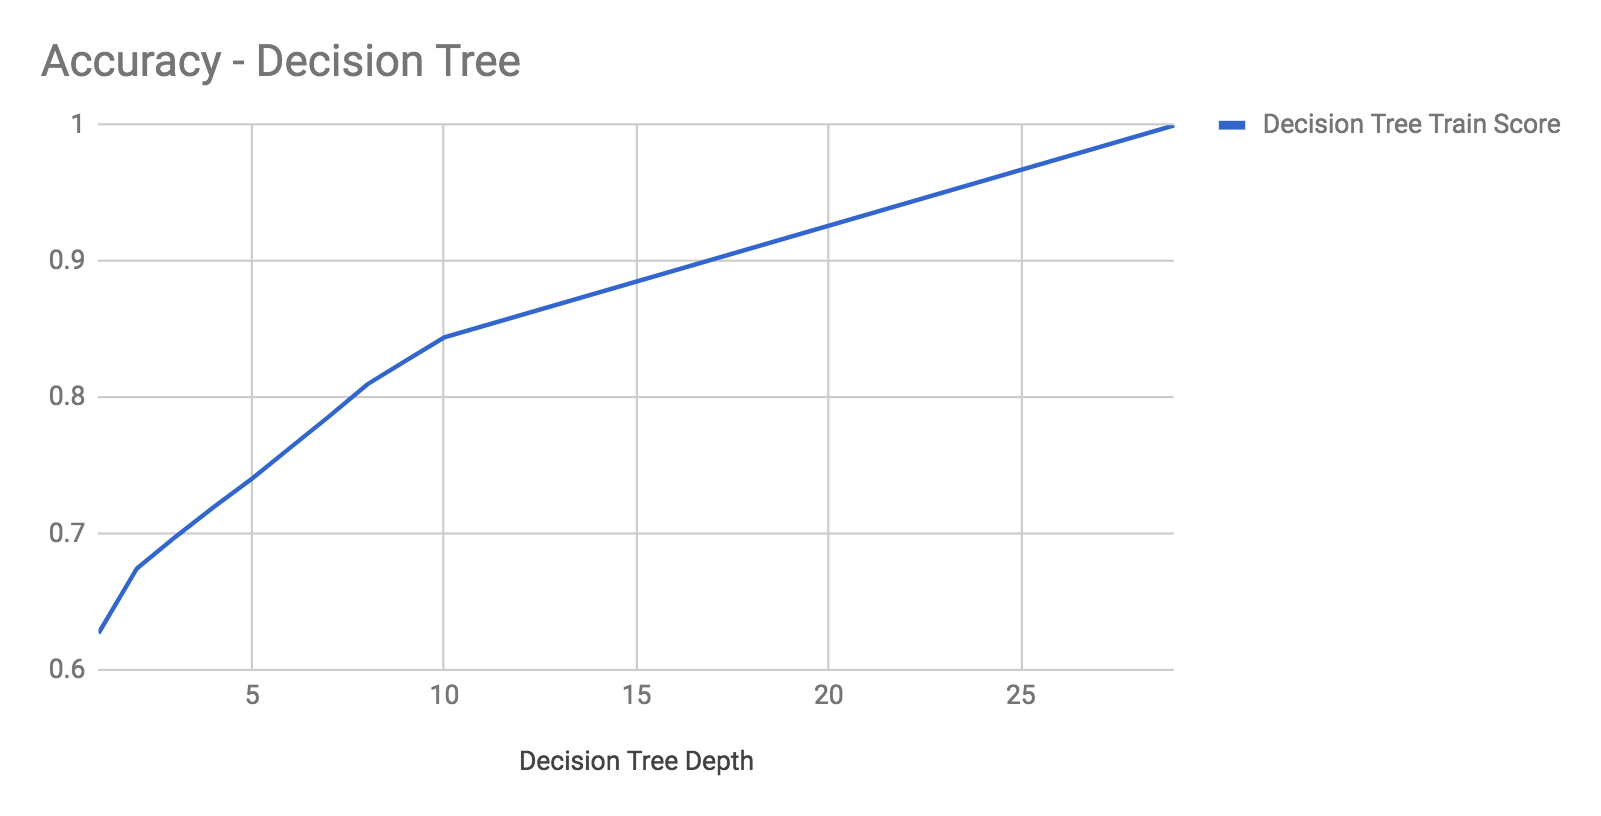 Accuracy - Decision Tree
Decision Tree Train Score
1
0.9
0.8
0.7
0.6
5 10 15 20 25
Decision Tree Depth